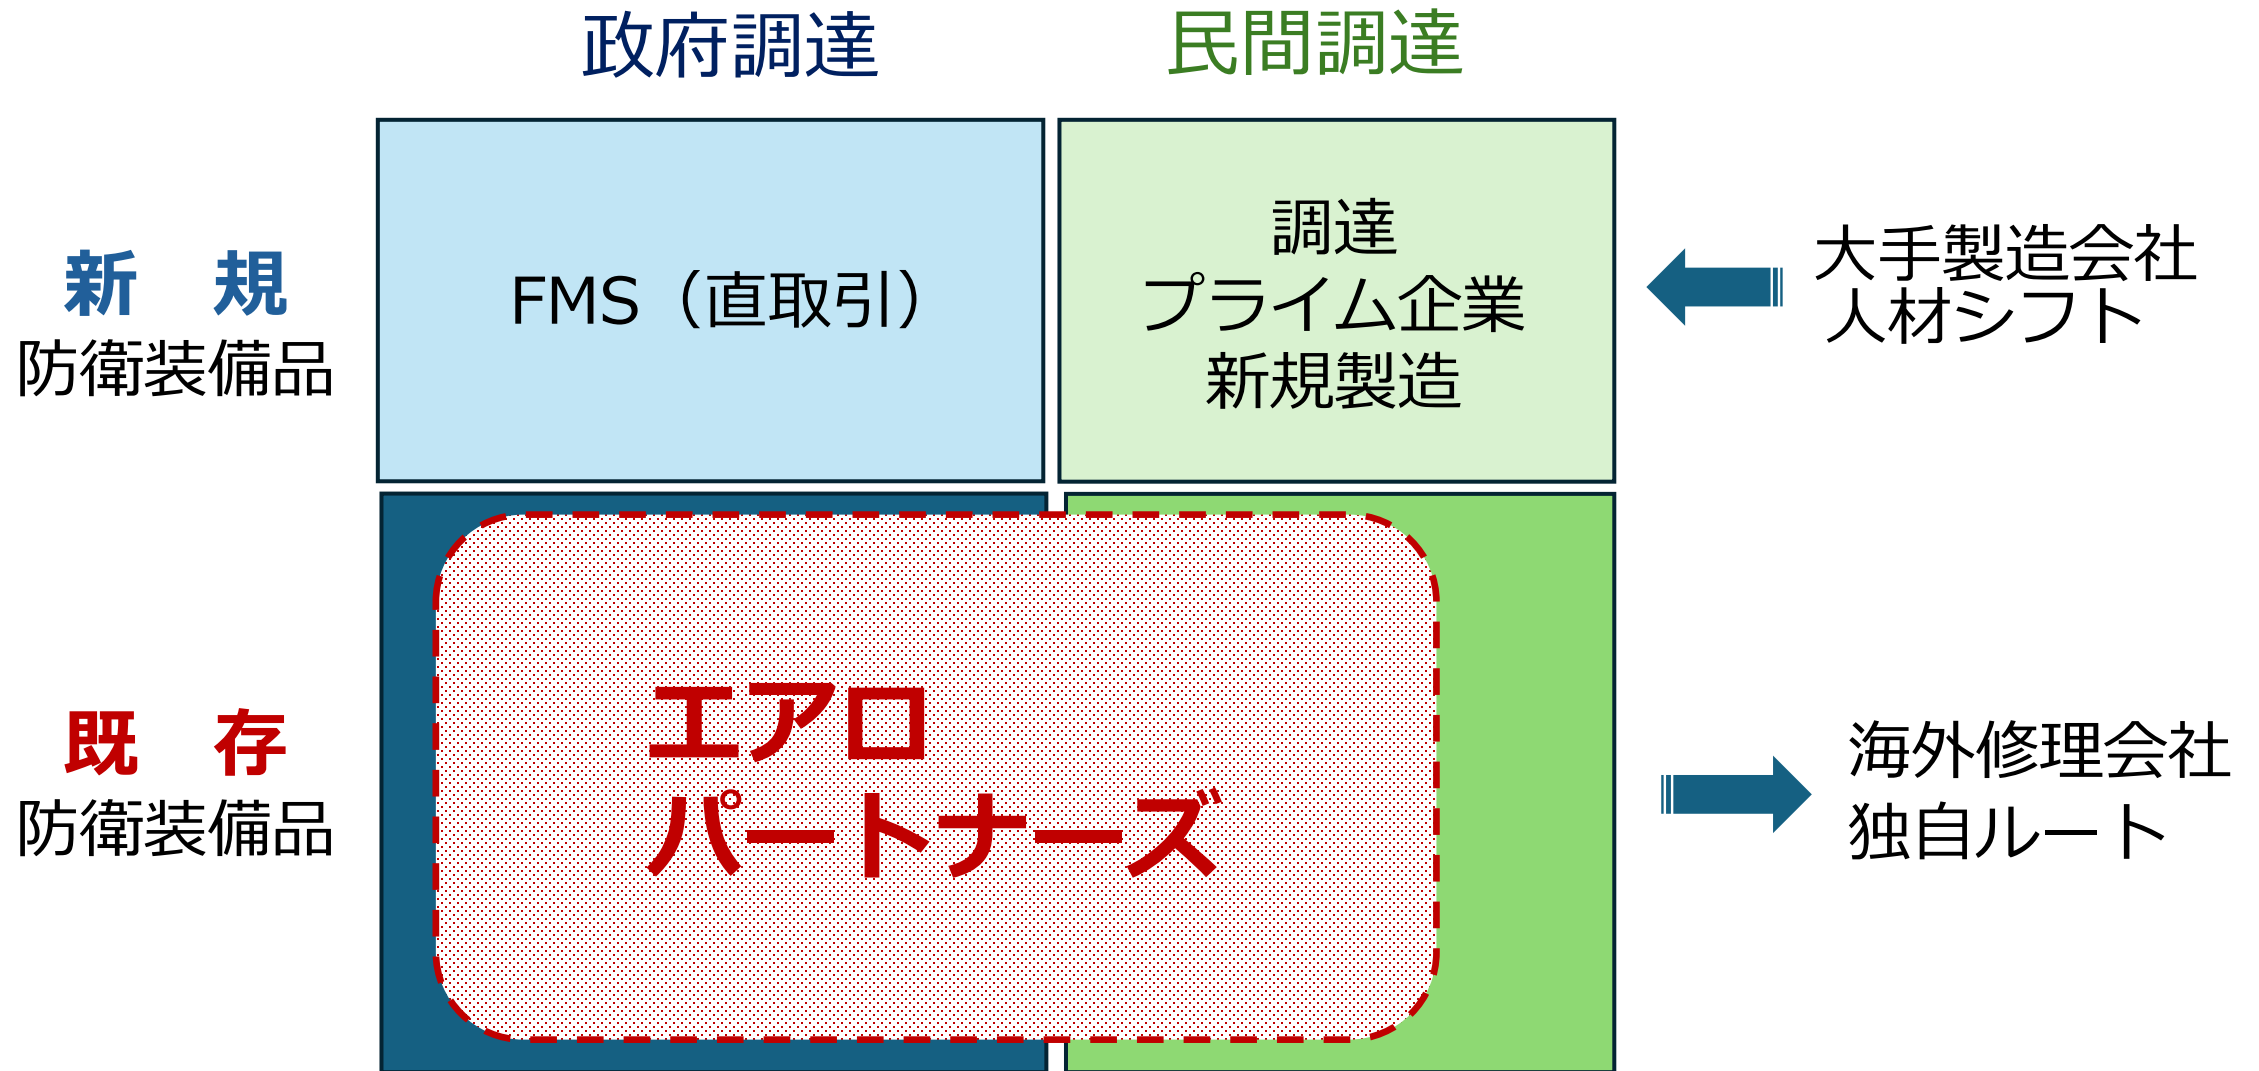 政府調達
民間調達
新　規
防衛装備品
FMS（直取引）
調達
プライム企業
新規製造
大手製造会社
人材シフト
既　存
防衛装備品
エアロ
パートナーズ
海外修理会社
独自ルート